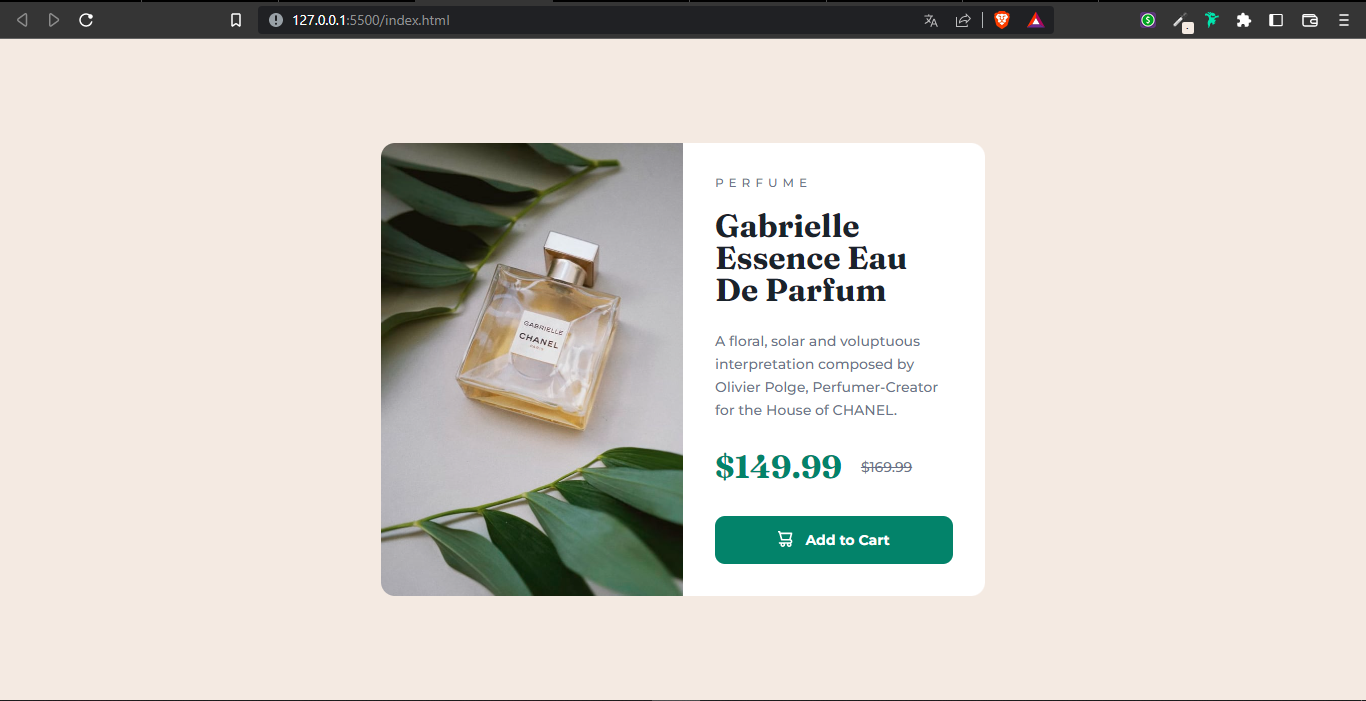 127.0.0.1:5500/index.html
PERFUME
Gabrielle
Essence Eau
De Parfum
A floral, solar and voluptuous
interpretation composed by
Olivier Polge, Perfumer-Creator
for the House of CHANEL.
$149.99 $169.99
Add to Cart
GABRIELLE
CHANEL
PARIS